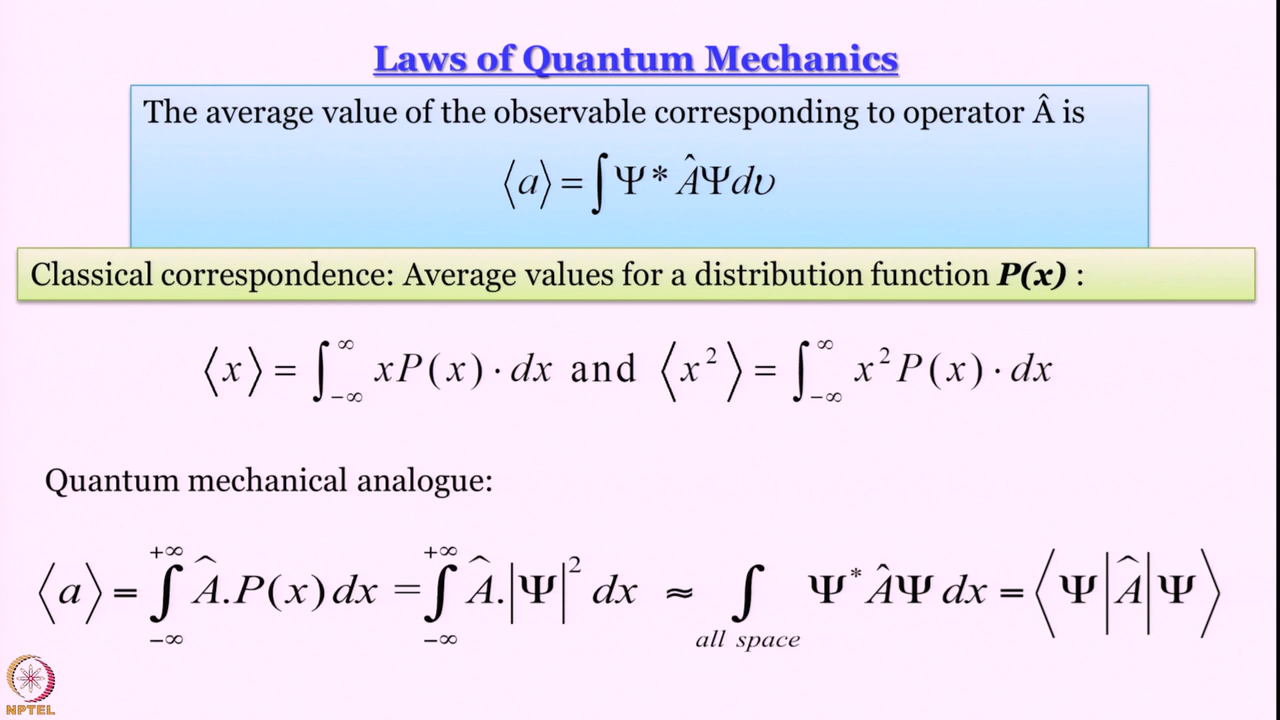 Laws of Quantum Mechanics
The average value of the observable corresponding to operator Â is
⟨a⟩ = ∫ Ψ* ÂΨdυ
Classical correspondence: Average values for a distribution function P(x) :
⟨x⟩ = ∫_{-∞}^{∞} xP(x)·dx and ⟨x²⟩ = ∫_{-∞}^{∞} x²P(x)·dx
Quantum mechanical analogue:
⟨a⟩ = ∫_{-∞}^{+∞} Â.P(x)dx = ∫_{-∞}^{+∞} Â.|Ψ|² dx ≈ ∫_{all space} Ψ*ÂΨ dx = ⟨Ψ|Â|Ψ⟩
NPTEL